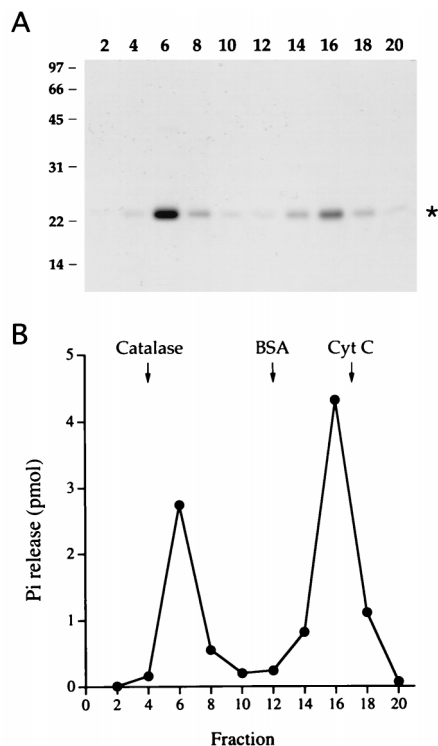 A
2 4 6 8 10 12 14 16 18 20
97 –
66 –
45 –
31 –
22 –
14 –
*
B
Catalase BSA Cyt C
5
4
3
2
1
0
Pi release (pmol)
0 2 4 6 8 10 12 14 16 18 20
Fraction